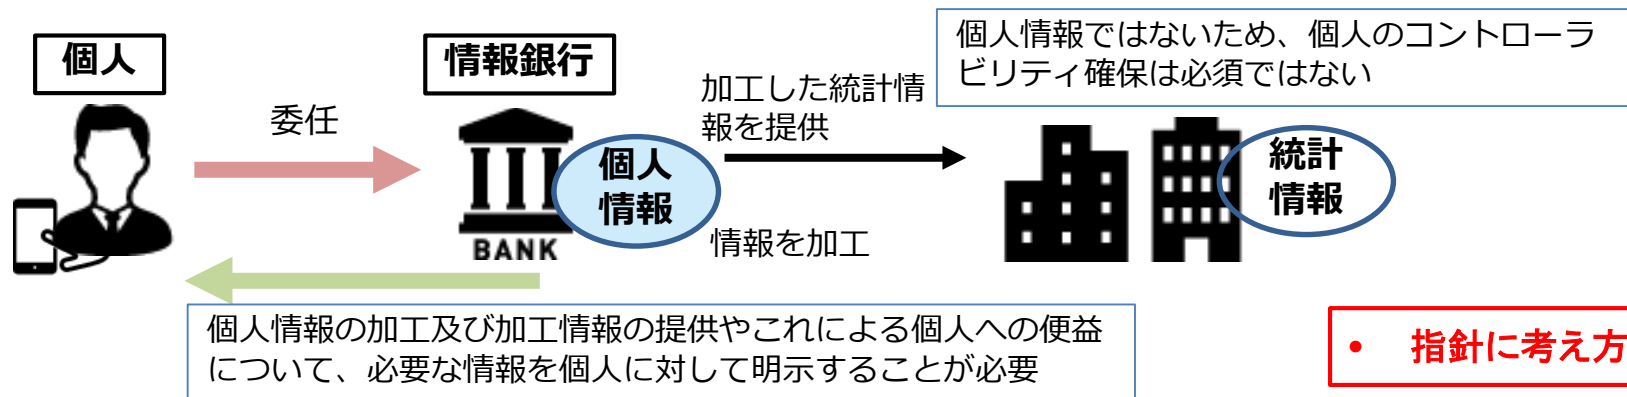 個人
情報銀行
個人情報ではないため、個人のコントローラ
ビリティ確保は必須ではない
委任
加工した統計情
報を提供
個人
情報
統計
情報
BANK
情報を加工
個人情報の加工及び加工情報の提供やこれによる個人への便益
について、必要な情報を個人に対して明示することが必要
• 指針に考え方